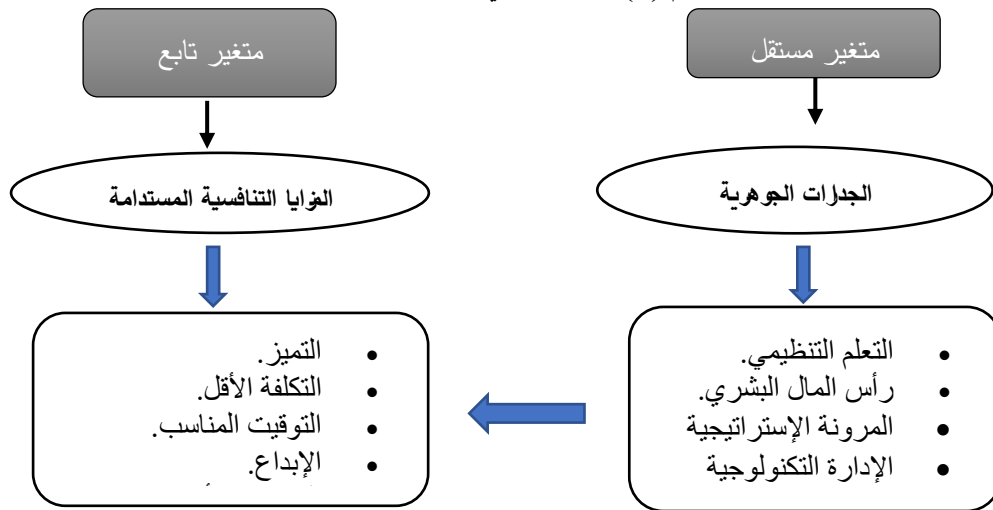 متغير مستقل
متغير تابع
الجدارات الجوهرية
المزايا التنافسية المستدامة
• التعلم التنظيمي.
• رأس المال البشري.
• المرونة الإستراتيجية
• الإدارة التكنولوجية
• التميز.
• التكلفة الأقل.
• التوقيت المناسب.
• الإبداع.